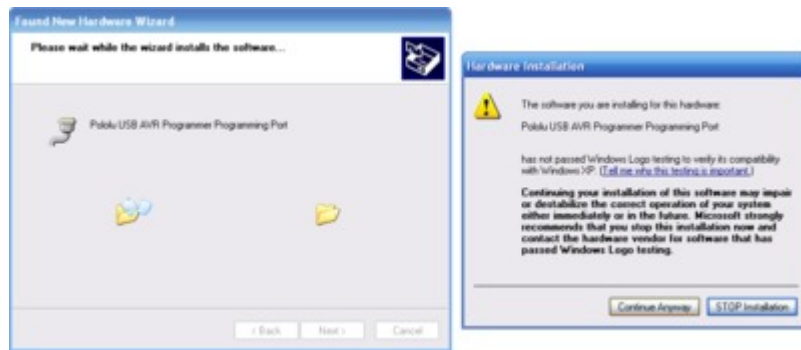 Found New Hardware Wizard
Please wait while the wizard installs the software...
Pololu USB AVR Programmer Programming Port
< Back
Next >
Cancel
Hardware Installation
The software you are installing for this hardware:
Pololu USB AVR Programmer Programming Port
has not passed Windows Logo testing to verify its compatibility
with Windows XP. (Tell me why this testing is important.)
Continuing your installation of this software may impair
or destabilize the correct operation of your system
either immediately or in the future. Microsoft strongly
recommends that you stop this installation now and
contact the hardware vendor for software that has
passed Windows Logo testing.
Continue Anyway
STOP Installation